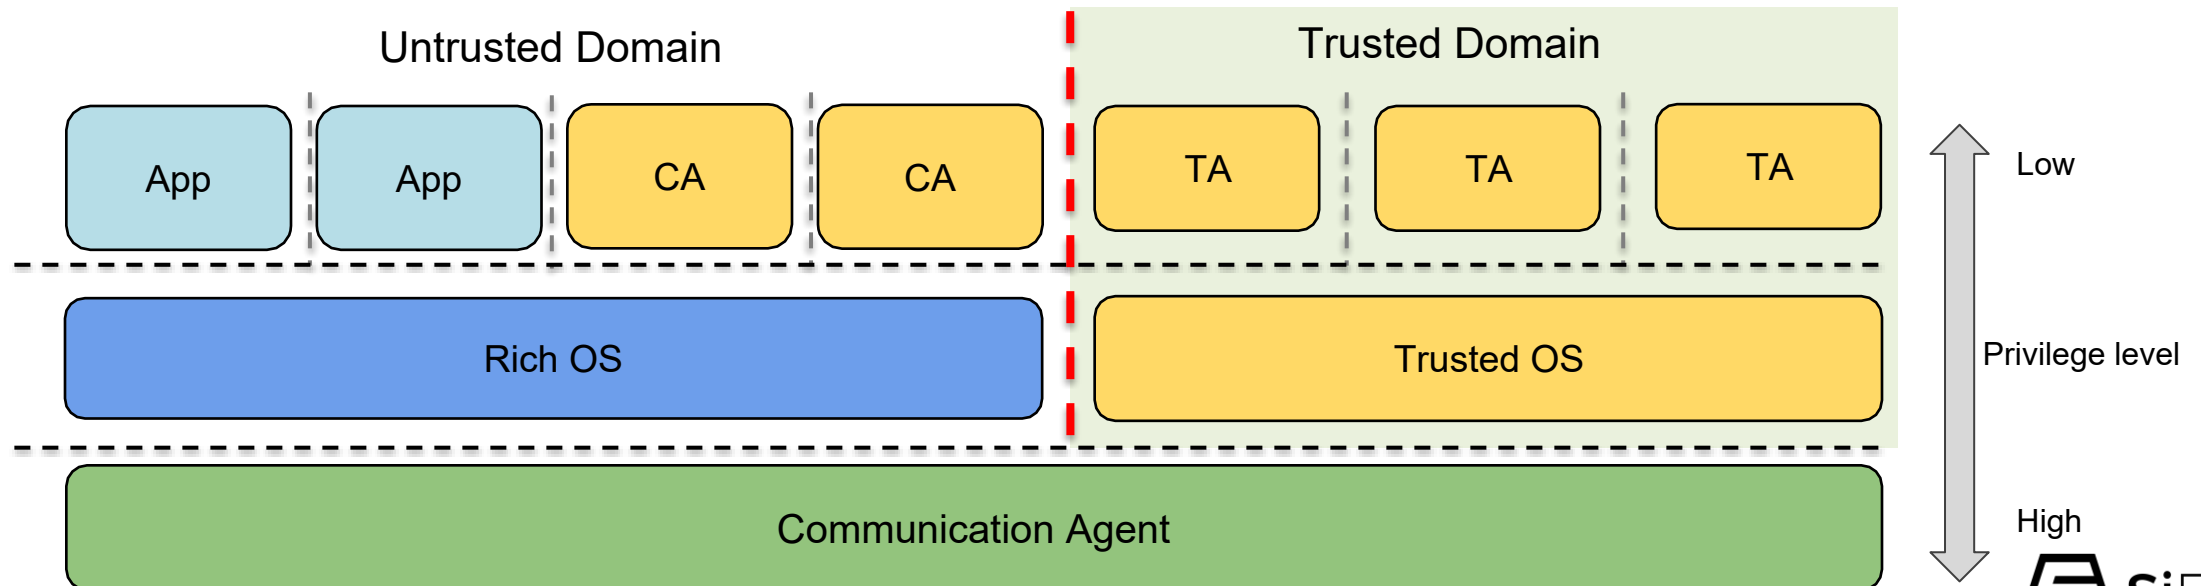 Untrusted Domain
Trusted Domain
App
App
CA
CA
TA
TA
TA
Low
Rich OS
Trusted OS
Privilege level
Communication Agent
High